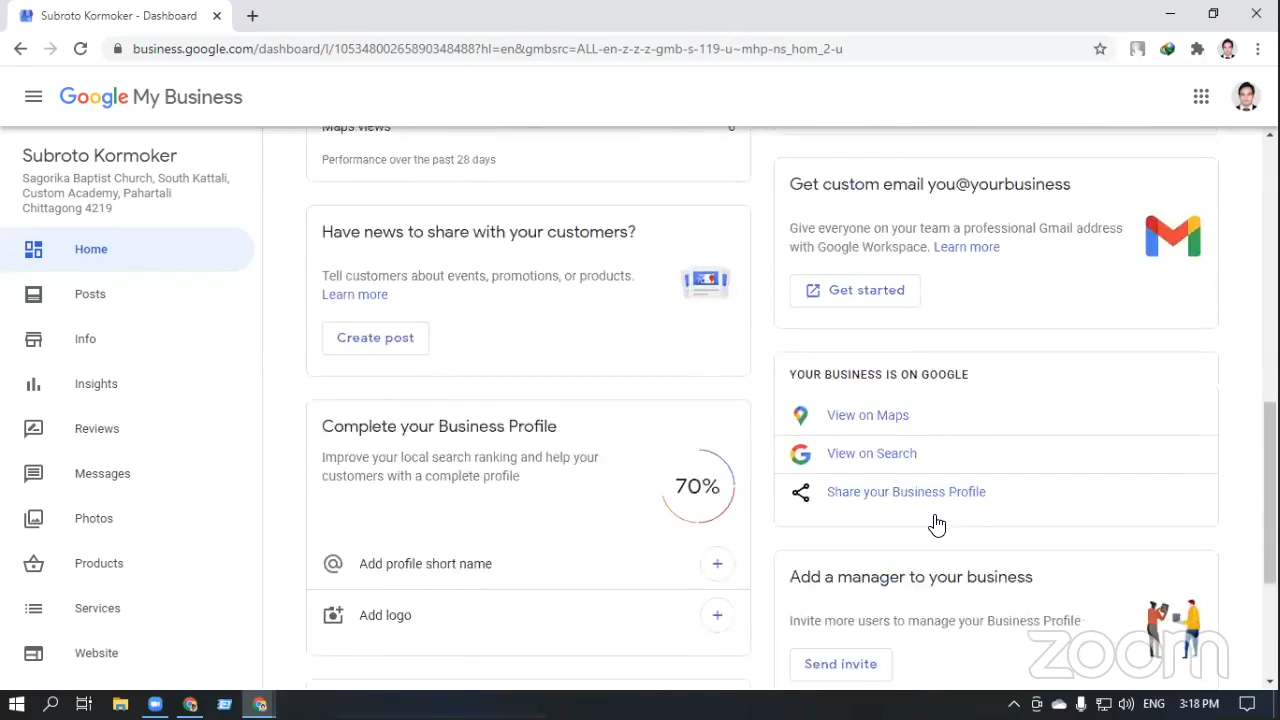 Subroto Kormoker - Dashboard
business.google.com/dashboard/l/10534800265890348488?hl=en&gmbsrc=ALL-en-z-z-z-gmb-s-119-u~mhp-ns_hom_2-u
Google My Business
Subroto Kormoker
Sagorika Baptist Church, South Kattali,
Custom Academy, Pahartali
Chittagong 4219
Home
Posts
Info
Insights
Reviews
Messages
Photos
Products
Services
Website
Maps views
Performance over the past 28 days
Have news to share with your customers?
Tell customers about events, promotions, or products.
Learn more
Create post
Complete your Business Profile
Improve your local search ranking and help your
customers with a complete profile
70%
Add profile short name
Add logo
Get custom email you@yourbusiness
Give everyone on your team a professional Gmail address
with Google Workspace. Learn more
Get started
YOUR BUSINESS IS ON GOOGLE
View on Maps
View on Search
Share your Business Profile
Add a manager to your business
Invite more users to manage your Business Profile
Send invite
zoom
ENG
3:18 PM